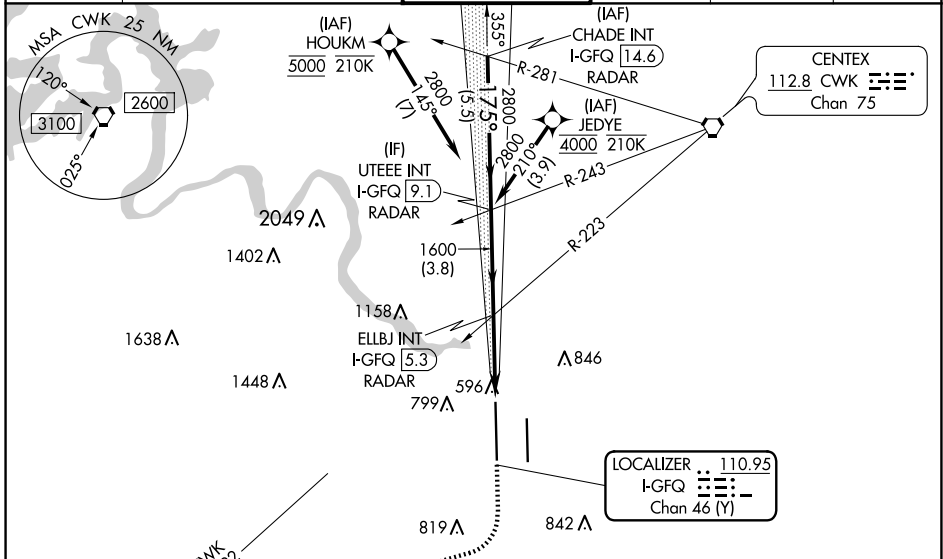 MSA CWK 25 NM
120°
2600
3100
025°
(IAF)
HOUKM
5000 210K
2800
145°
(7)
355°
175°
(5.5)
2800
(IAF)
CHADE INT
I-GFQ 14.6
RADAR
R-281
CENTEX
112.8 CWK
Chan 75
(IAF)
JEDYE
4000 210K
2800
210°
(3.9)
R-243
R-223
(IF)
UTEEE INT
I-GFQ 9.1
RADAR
2049
1402
1600
(3.8)
1158
1638
ELLBJ INT
I-GFQ 5.3
RADAR
846
1448
596
799
LOCALIZER 110.95
I-GFQ
Chan 46 (Y)
819
842